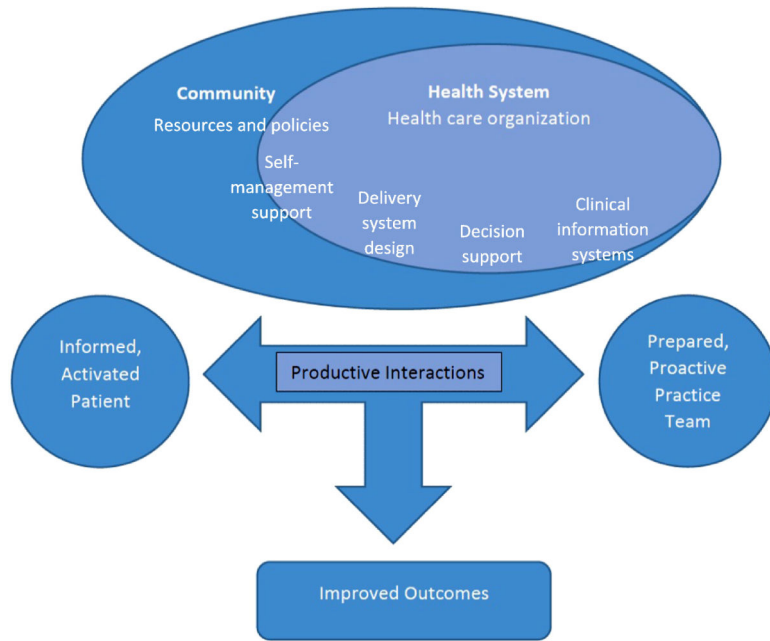 Community
Resources and policies
Health System
Health care organization
Self-
management
support
Delivery
system
design
Decision
support
Clinical
information
systems
Informed,
Activated
Patient
Productive Interactions
Prepared,
Proactive
Practice
Team
Improved Outcomes